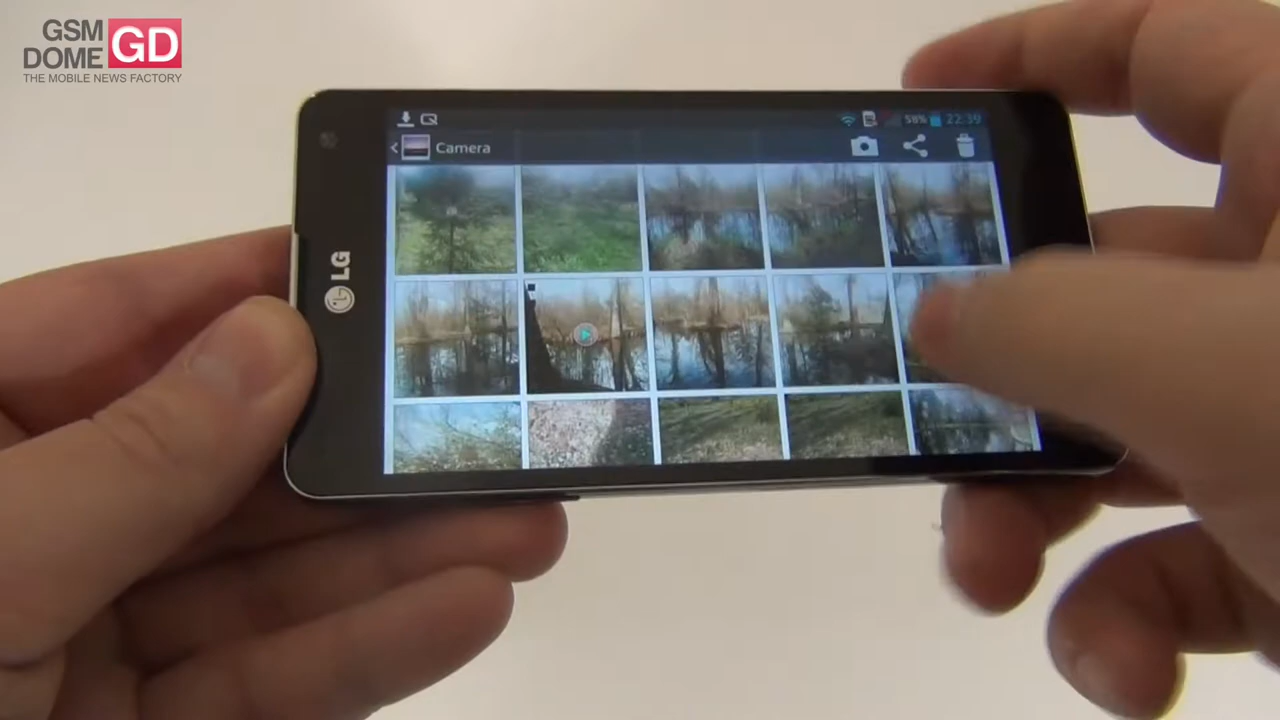 GSM
DOME GD
THE MOBILE NEWS FACTORY
58% 22:39
Camera
LG